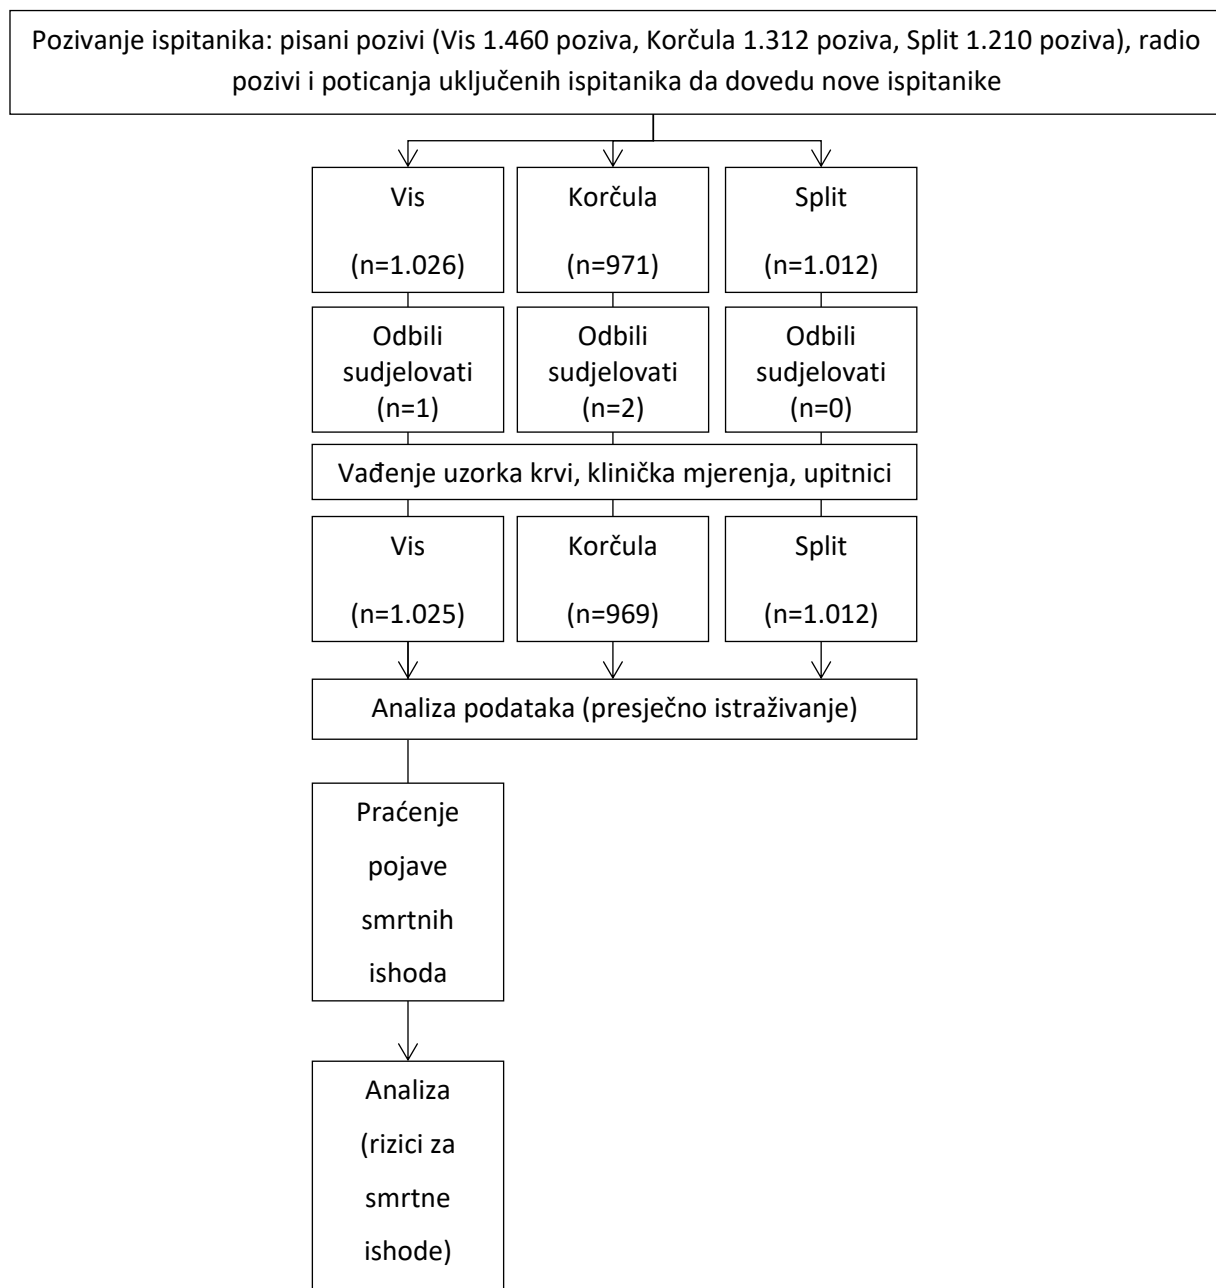 Pozivanje ispitanika: pisani pozivi (Vis 1.460 poziva, Korčula 1.312 poziva, Split 1.210 poziva), radio
pozivi i poticanja uključenih ispitanika da dovedu nove ispitanike
Vis
(n=1.026)
Korčula
(n=971)
Split
(n=1.012)
Odbili
sudjelovati
(n=1)
Odbili
sudjelovati
(n=2)
Odbili
sudjelovati
(n=0)
Vađenje uzorka krvi, klinička mjerenja, upitnici
Vis
(n=1.025)
Korčula
(n=969)
Split
(n=1.012)
Analiza podataka (presječno istraživanje)
Praćenje
pojave
smrtnih
ishoda
Analiza
(rizici za
smrtne
ishode)